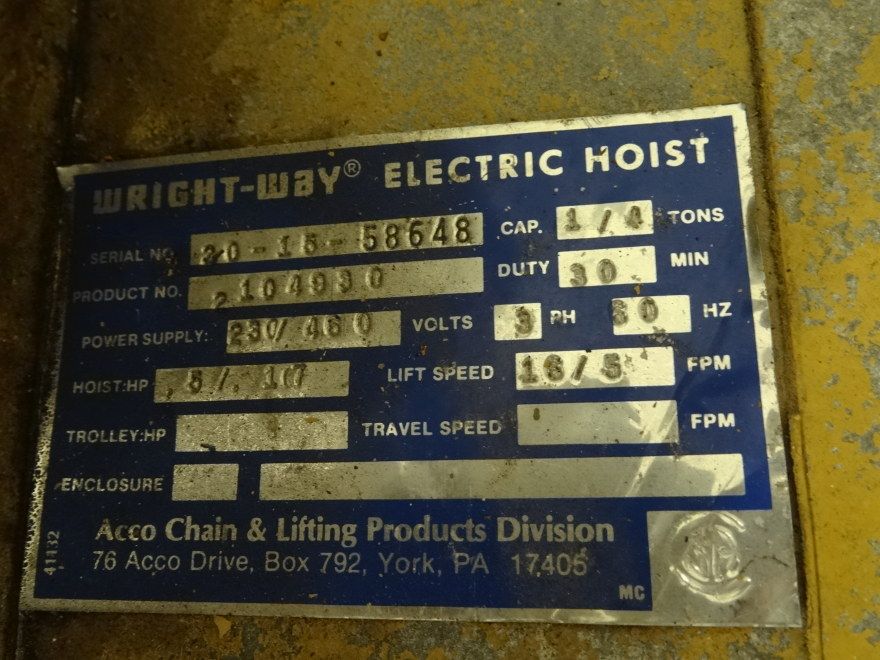 WRIGHT-WAY® ELECTRIC HOIST
SERIAL NO. 20-15-58648 CAP. 1/4 TONS
PRODUCT NO. 2104930 DUTY 30 MIN
POWER SUPPLY: 230/460 VOLTS 3 PH 60 HZ
HOIST:HP .5/.17 LIFT SPEED 16/5 FPM
TROLLEY:HP TRAVEL SPEED FPM
ENCLOSURE
Acco Chain & Lifting Products Division
76 Acco Drive, Box 792, York, PA 17405
MC